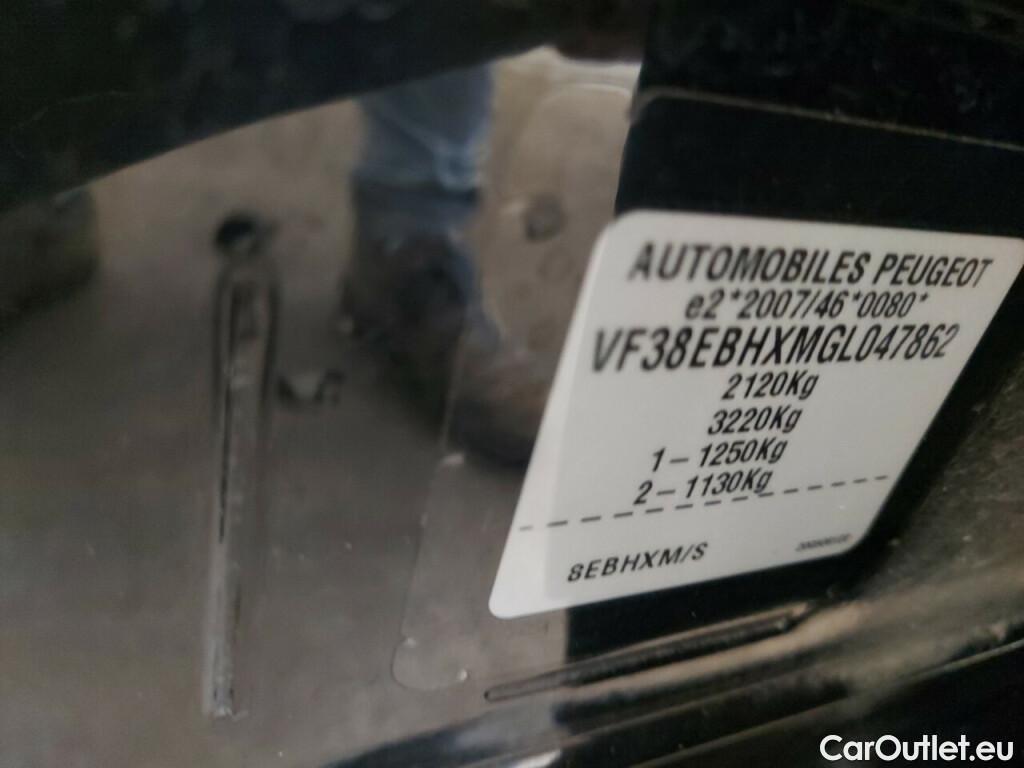 AUTOMOBILES PEUGEOT
e2*2007/46*0080*
VF38EBHXMGL047862
2120Kg
3220Kg
1-1250Kg
2-1130Kg
8EBHXM/S
CarOutlet.eu